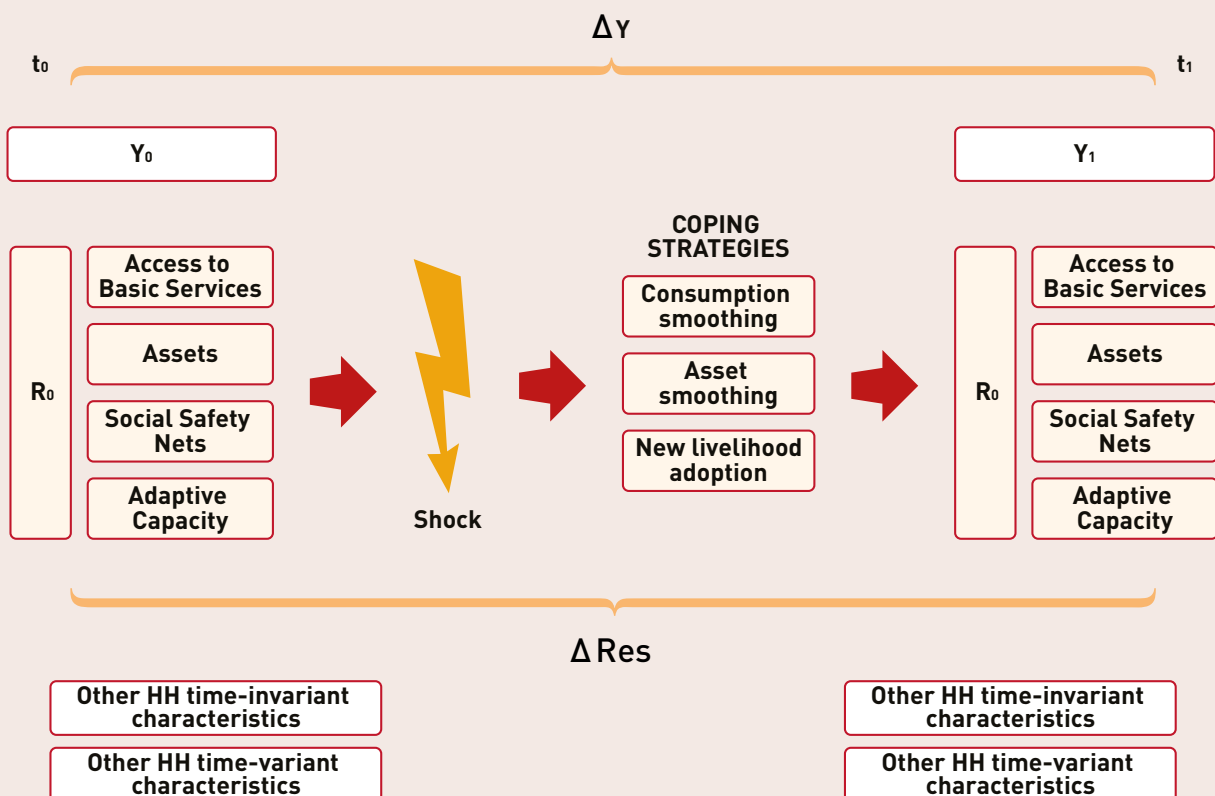 ΔY
t0
t1
Y0
Y1
R0
Access to
Basic Services
Assets
Social Safety
Nets
Adaptive
Capacity
Shock
COPING
STRATEGIES
Consumption
smoothing
Asset
smoothing
New livelihood
adoption
R0
Access to
Basic Services
Assets
Social Safety
Nets
Adaptive
Capacity
Δ Res
Other HH time-invariant
characteristics
Other HH time-variant
characteristics
Other HH time-invariant
characteristics
Other HH time-variant
characteristics